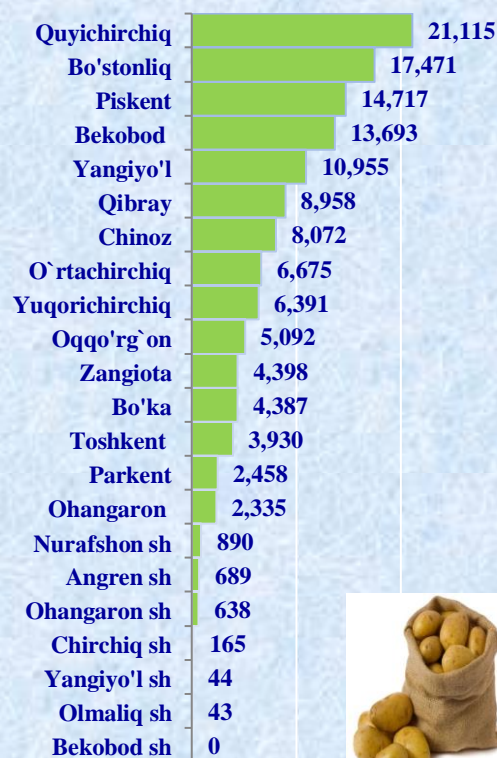 Quyichirchiq 21,115
Bo'stonliq 17,471
Piskent 14,717
Bekobod 13,693
Yangiyo'l 10,955
Qibray 8,958
Chinoz 8,072
O`rtachirchiq 6,675
Yuqorichirchiq 6,391
Oqqo'rg`on 5,092
Zangiota 4,398
Bo'ka 4,387
Toshkent 3,930
Parkent 2,458
Ohangaron 2,335
Nurafshon sh 890
Angren sh 689
Ohangaron sh 638
Chirchiq sh 165
Yangiyo'l sh 44
Olmaliq sh 43
Bekobod sh 0